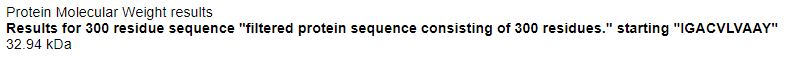 Protein Molecular Weight results
Results for 300 residue sequence "filtered protein sequence consisting of 300 residues." starting "IGACVLVAAY"
32.94 kDa